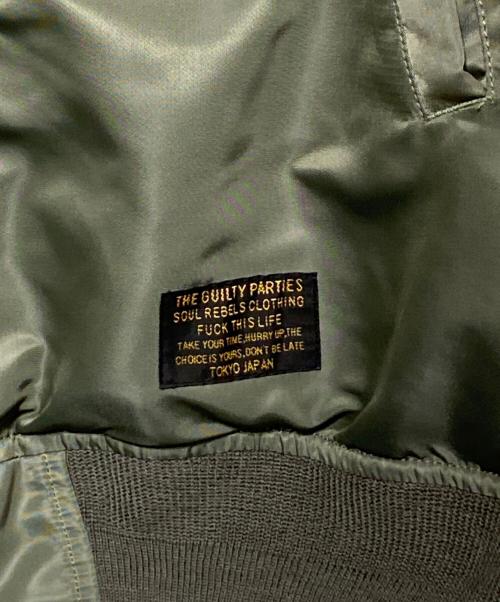 THE GUILTY PARTIES
SOUL REBELS CLOTHING
FUCK THIS LIFE
TAKE YOUR TIME,HURRY UP,THE
CHOICE IS YOURS,DON'T BE LATE
TOKYO JAPAN